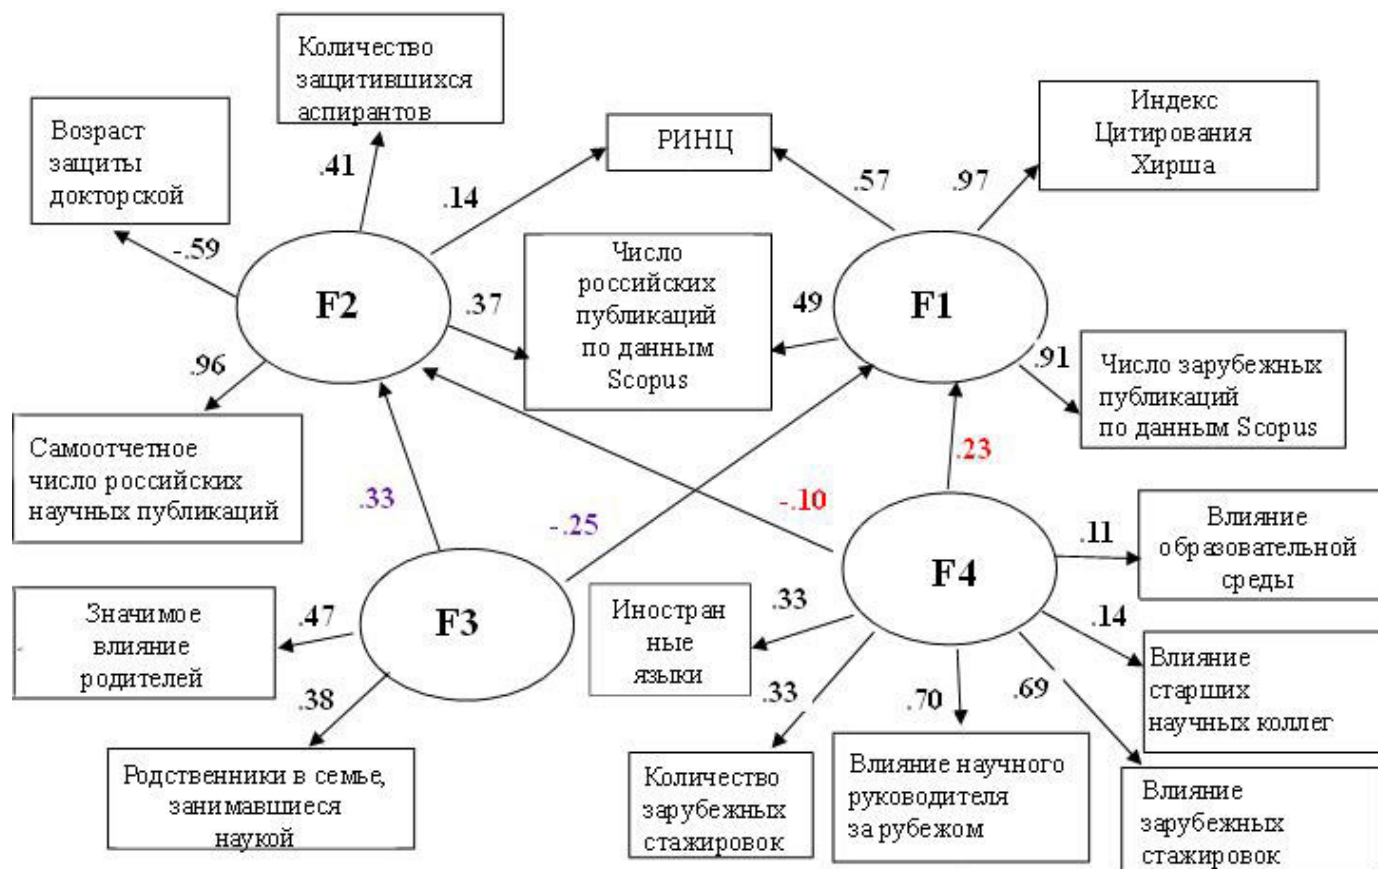 Количество
защитившихся
аспирантов
Возраст
защиты
докторской
РИНЦ
Индекс
Цитирования
Хирша
.41
.14
.57
.97
-.59
F2
.37
Число
российских
публикаций
по данным
Scopus
49
F1
.96
.91
Число зарубежных
публикаций
по данным Scopus
Самоотчетное
число российских
научных публикаций
.33
-.25
-.10
.23
F3
F4
.11
Влияние
образовательной
среды
Значимое
влияние
родителей
.47
.38
Иностран
ные
языки
.33
.33
.70
.69
.14
Влияние
старших
научных коллег
Родственники в семье,
занимавшиеся
наукой
Количество
зарубежных
стажировок
Влияние научного
руководителя
за рубежом
Влияние
зарубежных
стажировок